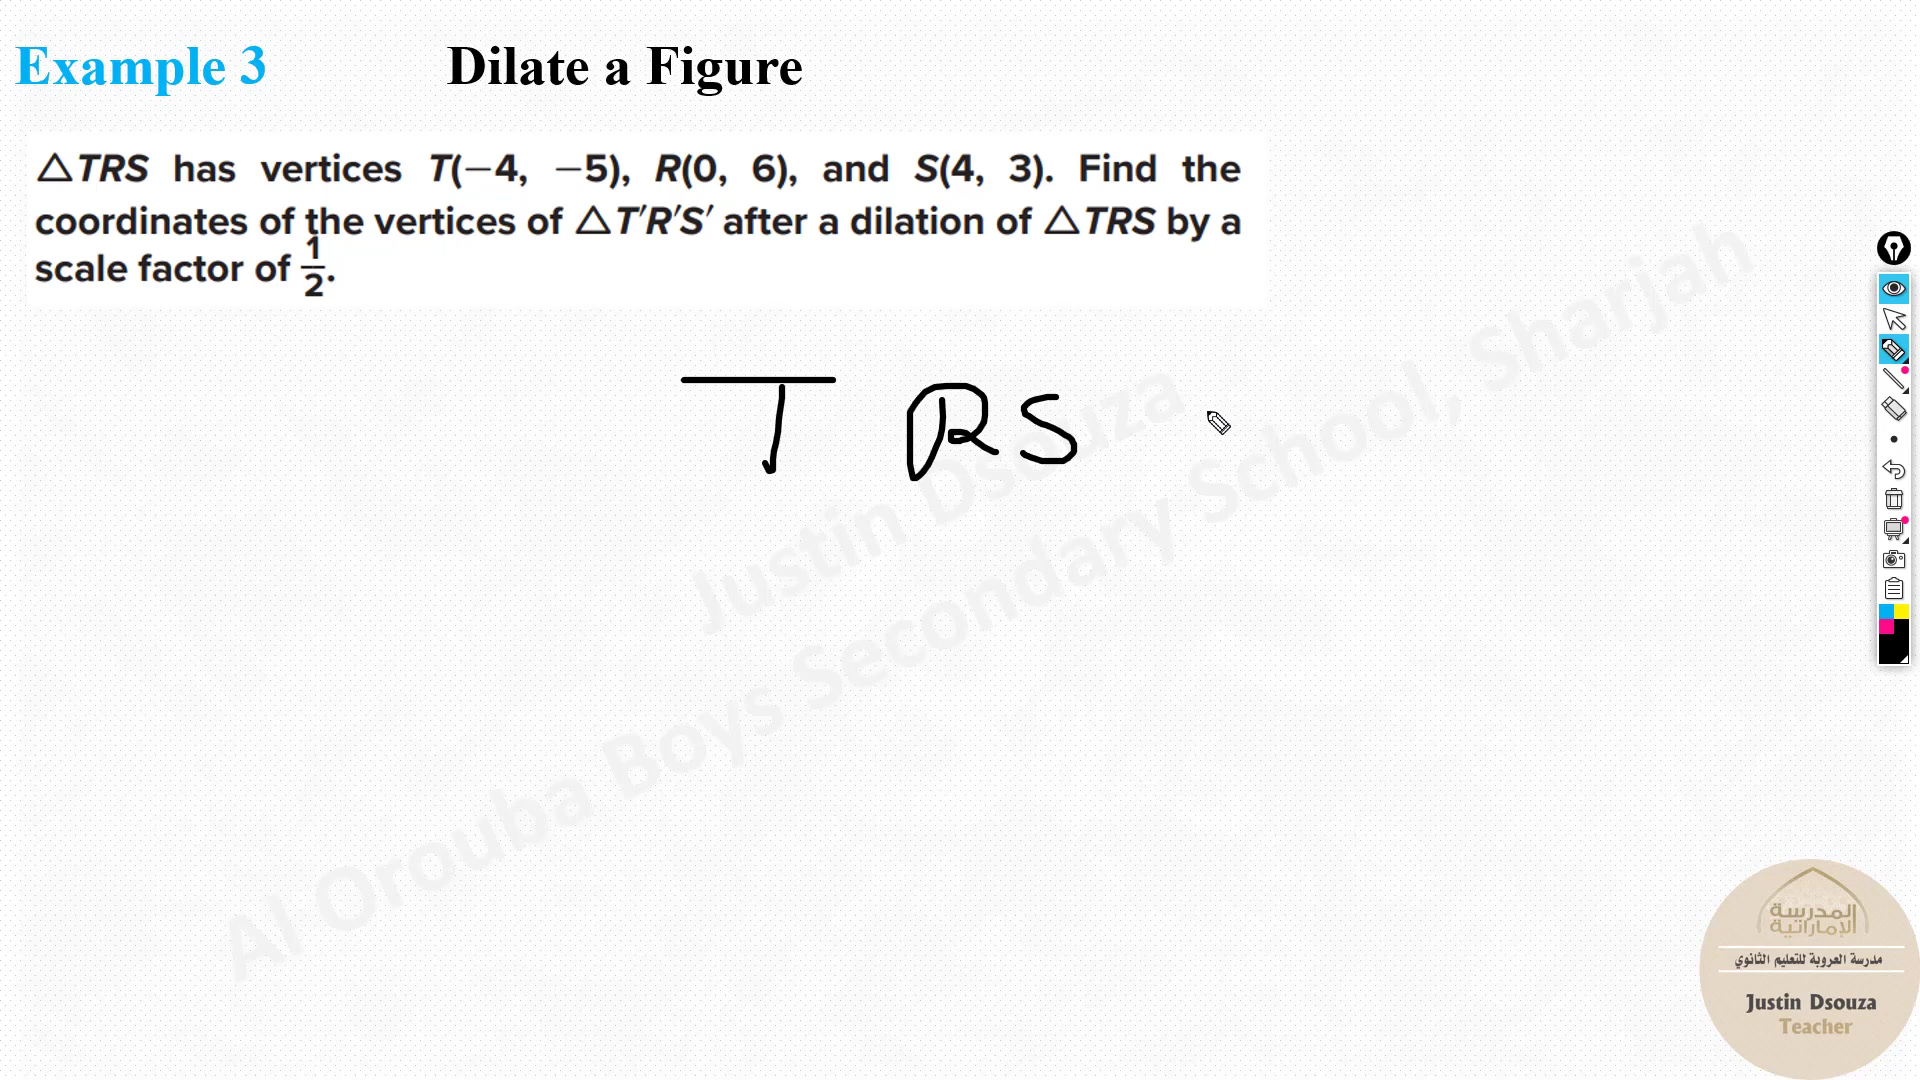 Example 3 Dilate a Figure
△TRS has vertices T(−4, −5), R(0, 6), and S(4, 3). Find the
coordinates of the vertices of △T′R′S′ after a dilation of △TRS by a
scale factor of 1/2.
T R S
Justin Dsouza
Al Orouba Boys Secondary School, Sharjah
المدرسة
الإماراتية
مدرسة العروبة للتعليم الثانوي
Justin Dsouza
Teacher